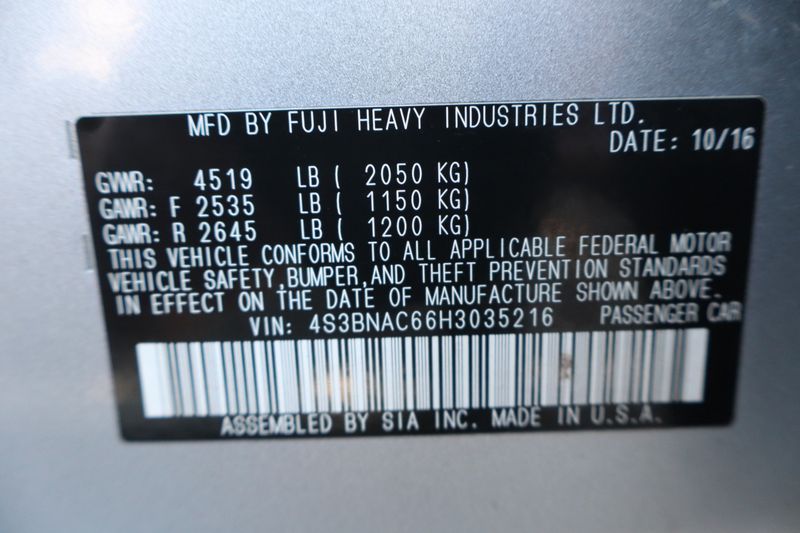 MFD BY FUJI HEAVY INDUSTRIES LTD.
DATE: 10/16
GVWR: 4519 LB ( 2050 KG)
GAWR: F 2535 LB ( 1150 KG)
GAWR: R 2645 LB ( 1200 KG)
THIS VEHICLE CONFORMS TO ALL APPLICABLE FEDERAL MOTOR
VEHICLE SAFETY,BUMPER,AND THEFT PREVENTION STANDARDS
IN EFFECT ON THE DATE OF MANUFACTURE SHOWN ABOVE.
VIN: 4S3BNAC66H3035216 PASSENGER CAR
ASSEMBLED BY SIA INC. MADE IN U.S.A.